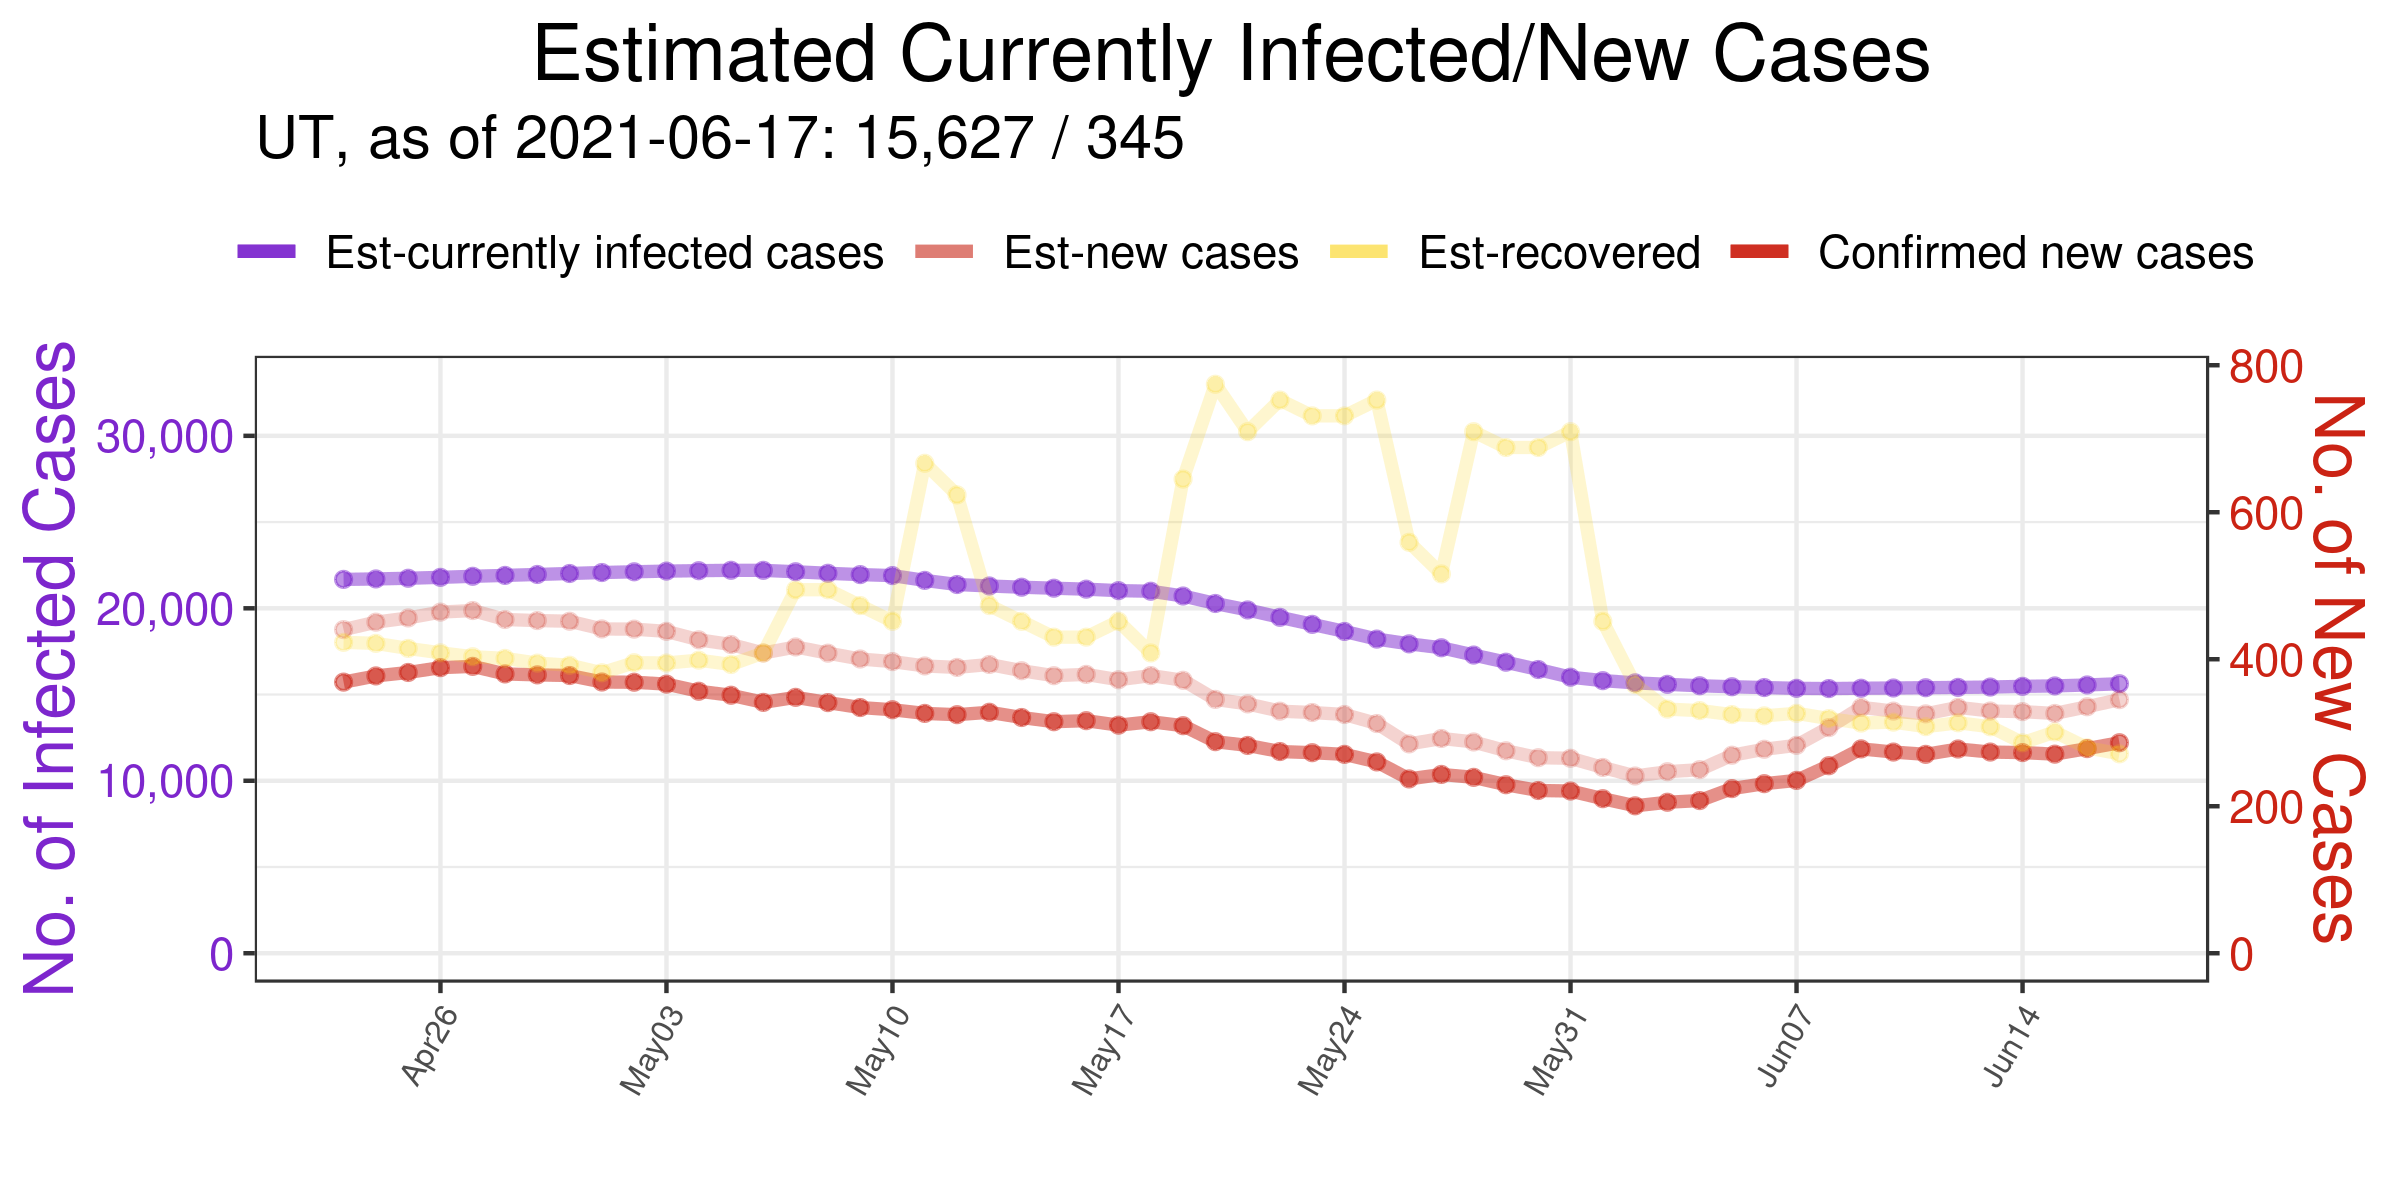 Estimated Currently Infected/New Cases
UT, as of 2021-06-17: 15,627 / 345
Est-currently infected cases Est-new cases Est-recovered Confirmed new cases
No. of Infected Cases
30,000
20,000
10,000
0
800
600
400
200
0
No. of New Cases
Apr26 May03 May10 May17 May24 May31 Jun07 Jun14